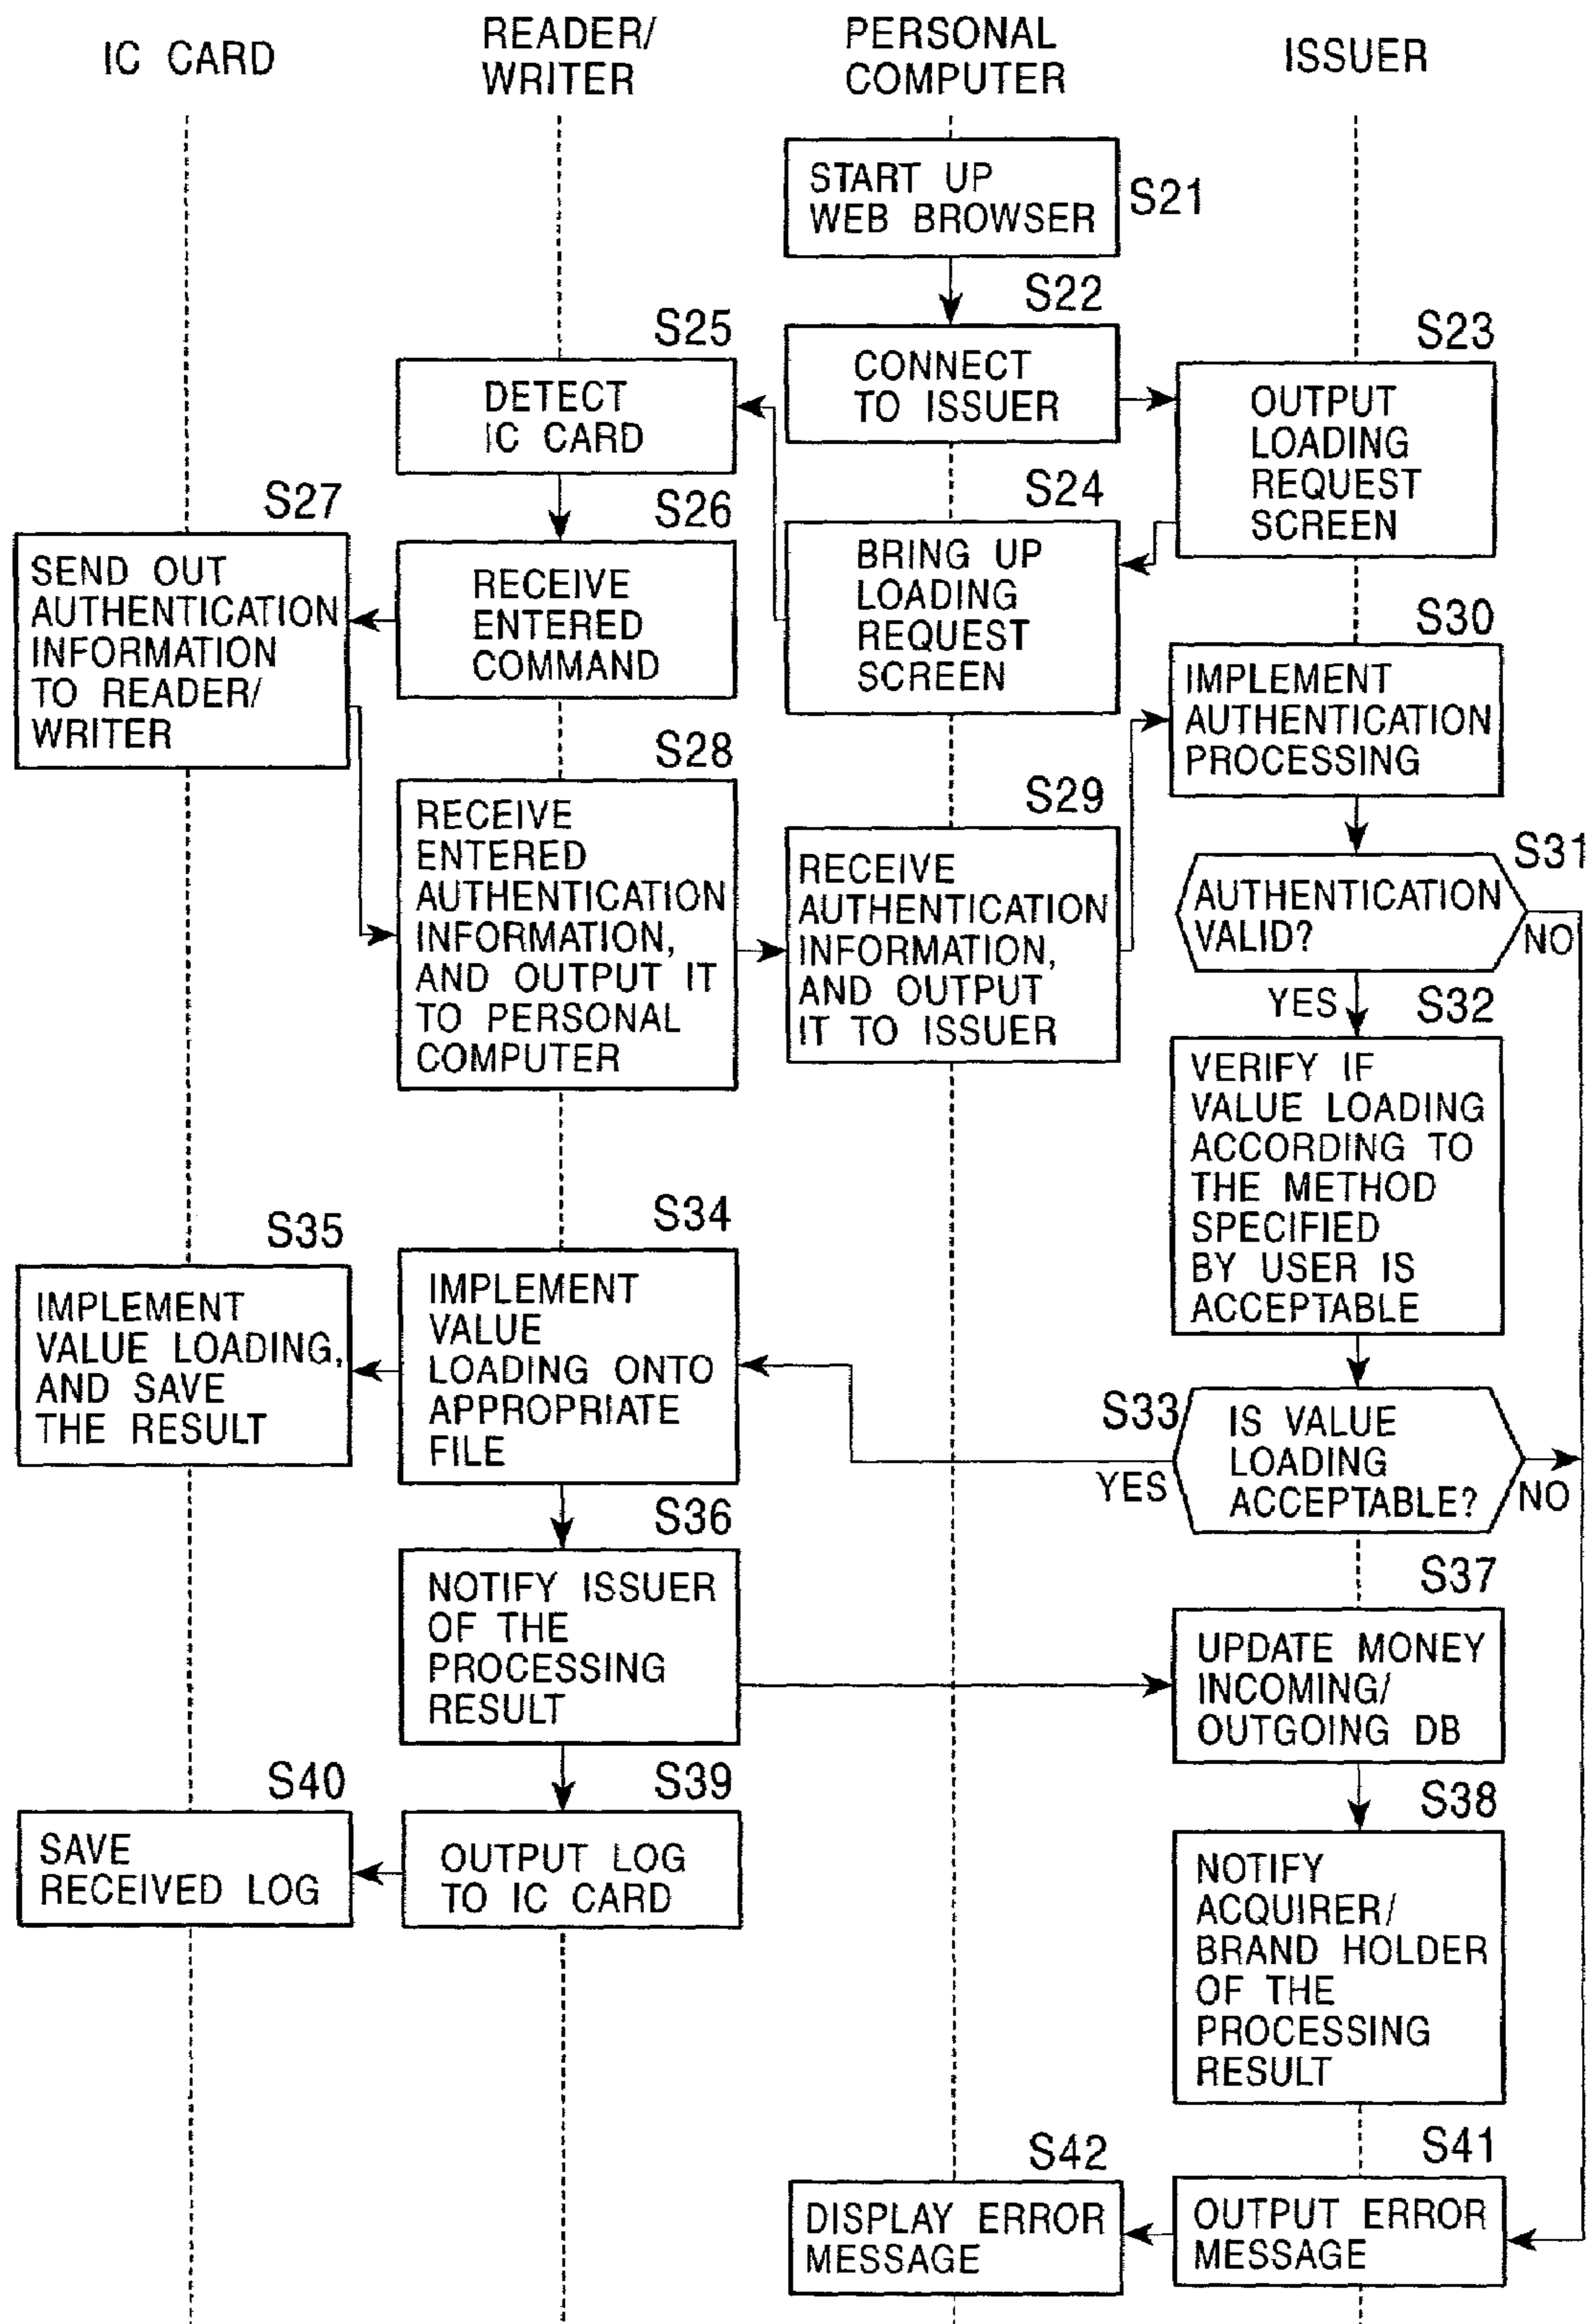 IC CARD
READER/
WRITER
PERSONAL
COMPUTER
ISSUER
START UP
WEB BROWSER
S21
S22
CONNECT
TO ISSUER
S23
OUTPUT
LOADING
REQUEST
SCREEN
S24
BRING UP
LOADING
REQUEST
SCREEN
S25
DETECT
IC CARD
S26
RECEIVE
ENTERED
COMMAND
S27
SEND OUT
AUTHENTICATION
INFORMATION
TO READER/
WRITER
S28
RECEIVE
ENTERED
AUTHENTICATION
INFORMATION,
AND OUTPUT IT
TO PERSONAL
COMPUTER
S29
RECEIVE
AUTHENTICATION
INFORMATION,
AND OUTPUT
IT TO ISSUER
S30
IMPLEMENT
AUTHENTICATION
PROCESSING
S31
AUTHENTICATION
VALID?
NO
YES
S32
VERIFY IF
VALUE LOADING
ACCORDING TO
THE METHOD
SPECIFIED
BY USER IS
ACCEPTABLE
S33
IS VALUE
LOADING
ACCEPTABLE?
YES
NO
S34
IMPLEMENT
VALUE
LOADING ONTO
APPROPRIATE
FILE
S35
IMPLEMENT
VALUE LOADING,
AND SAVE
THE RESULT
S36
NOTIFY ISSUER
OF THE
PROCESSING
RESULT
S37
UPDATE MONEY
INCOMING/
OUTGOING DB
S38
NOTIFY
ACQUIRER/
BRAND HOLDER
OF THE
PROCESSING
RESULT
S39
OUTPUT LOG
TO IC CARD
S40
SAVE
RECEIVED LOG
S41
OUTPUT ERROR
MESSAGE
S42
DISPLAY ERROR
MESSAGE